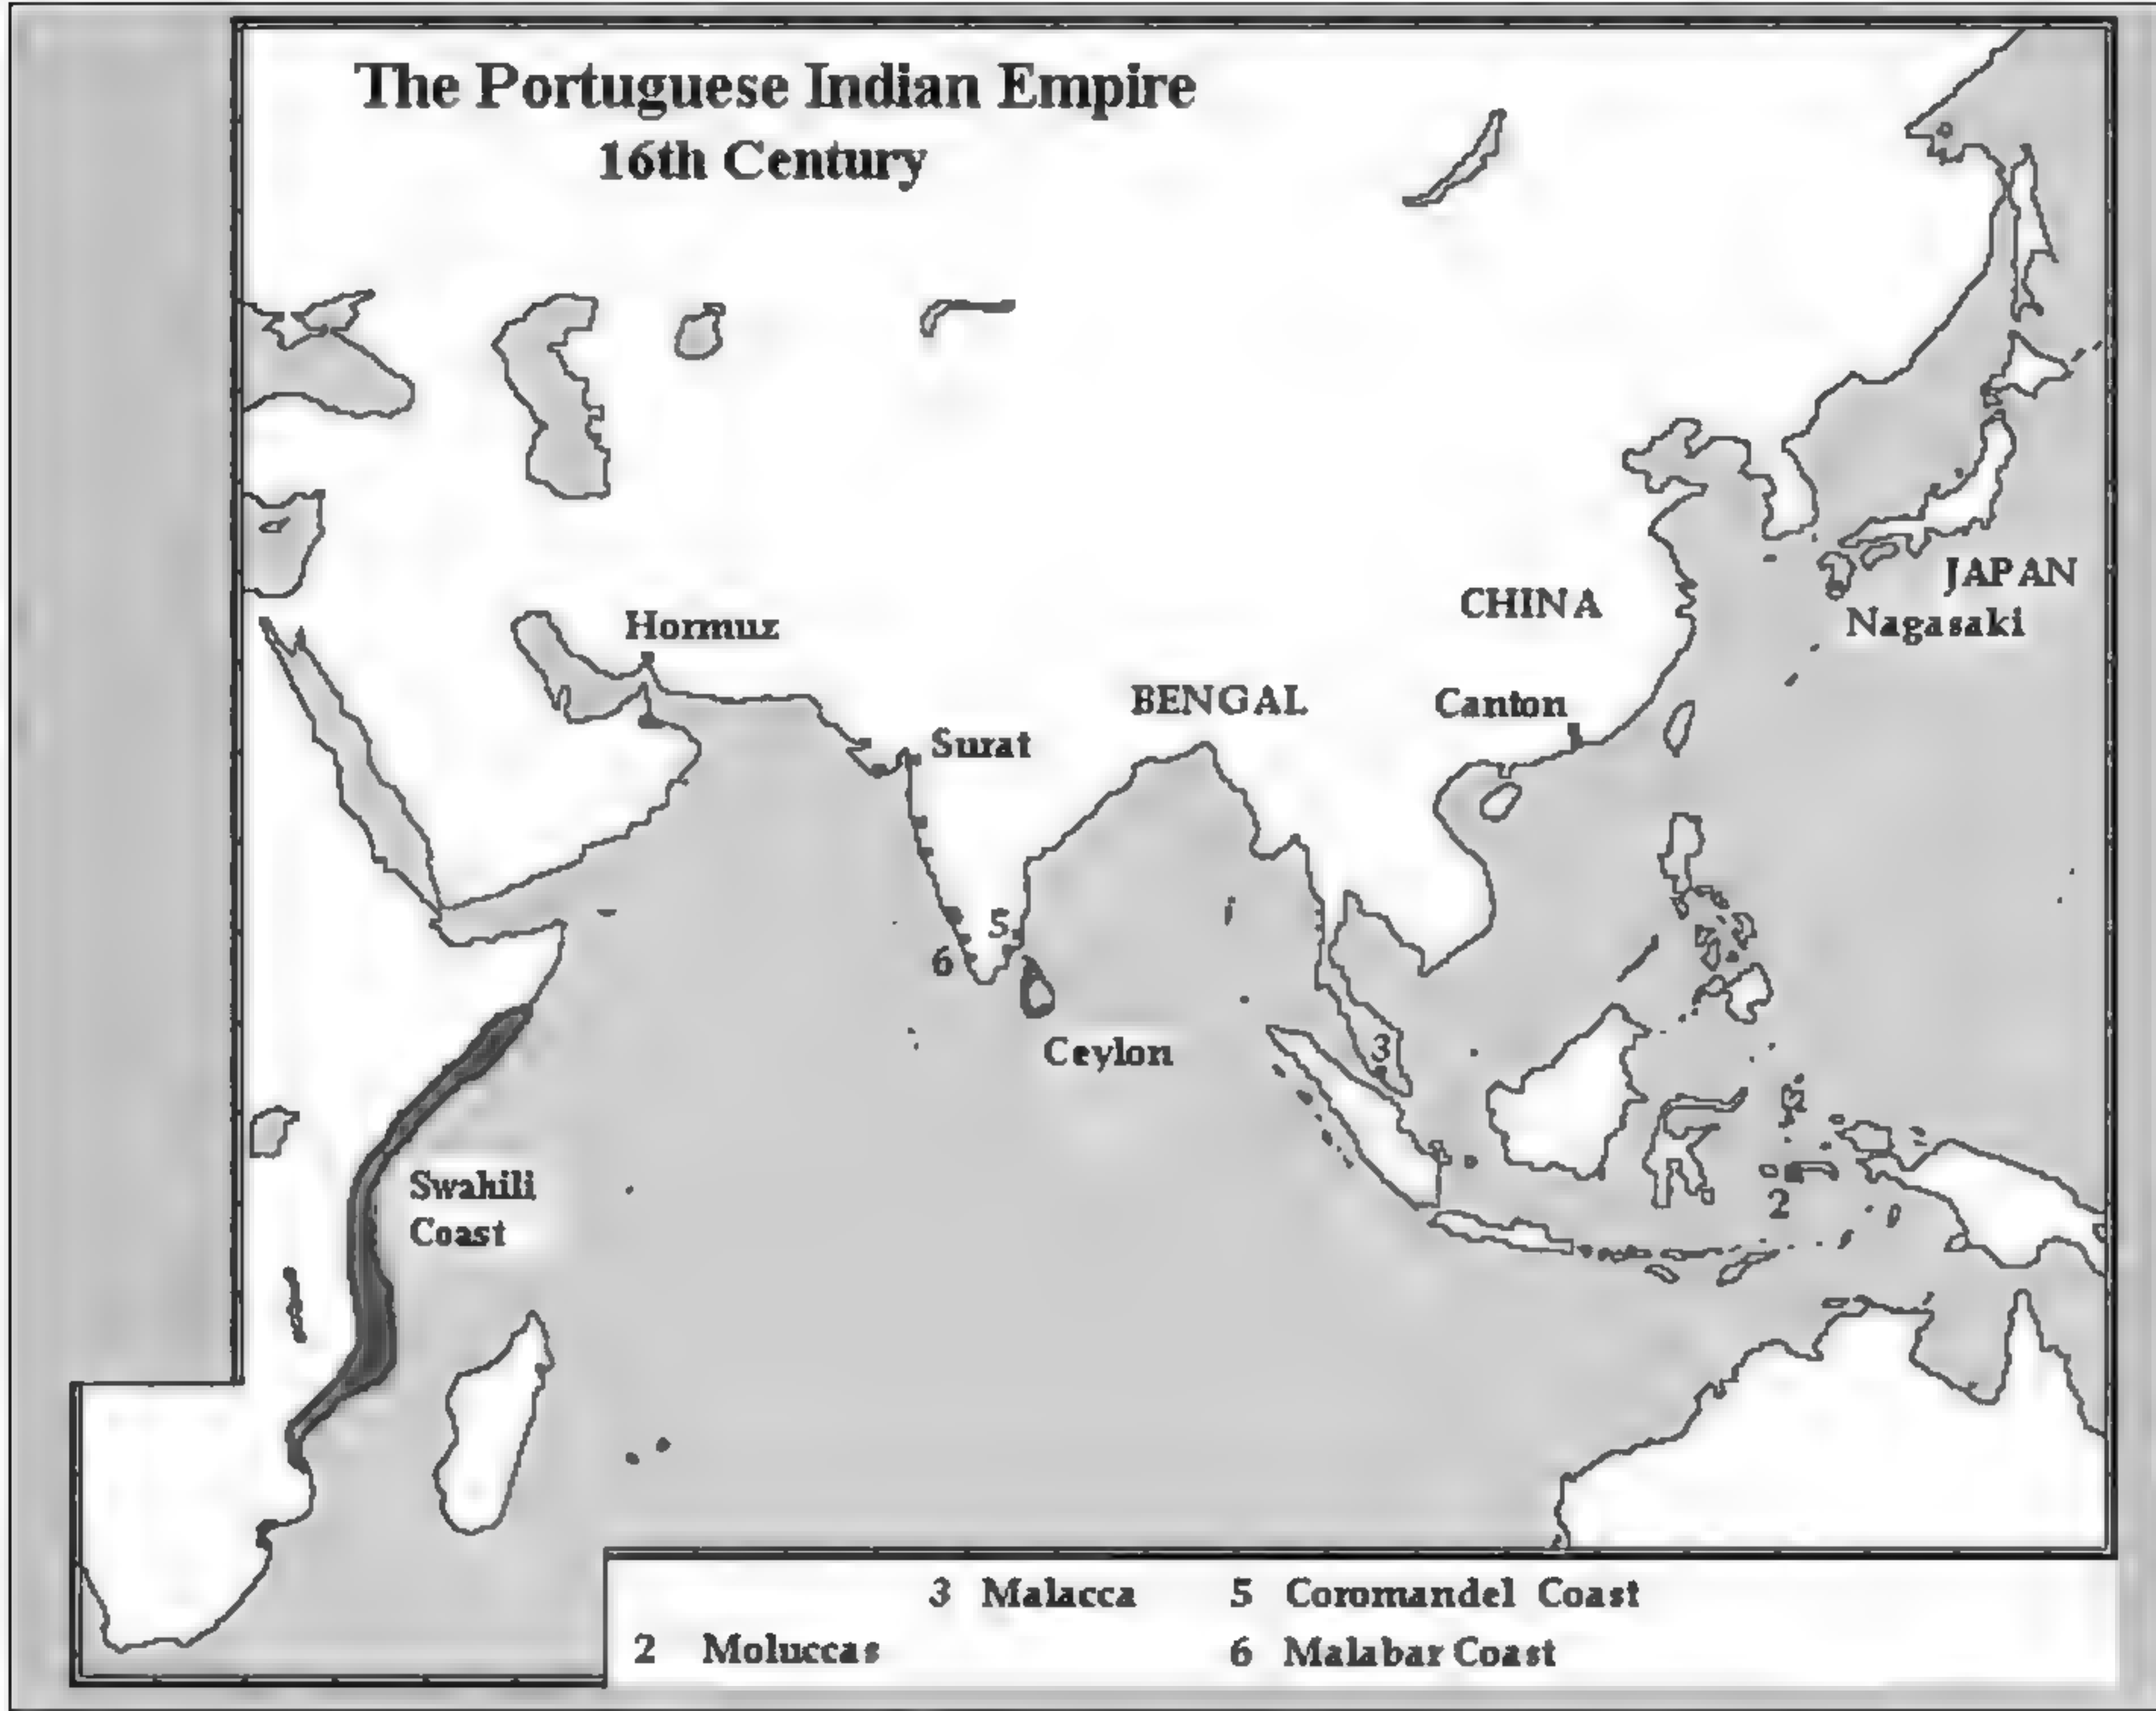 The Portuguese Indian Empire
16th Century
JAPAN
CHINA
Nagasaki
Hormuz
BENGAL
Canton
Surat
5
6
Ceylon
3
Swahili
Coast
2
3 Malacca 5 Coromandel Coast
2 Moluccas 6 Malabar Coast